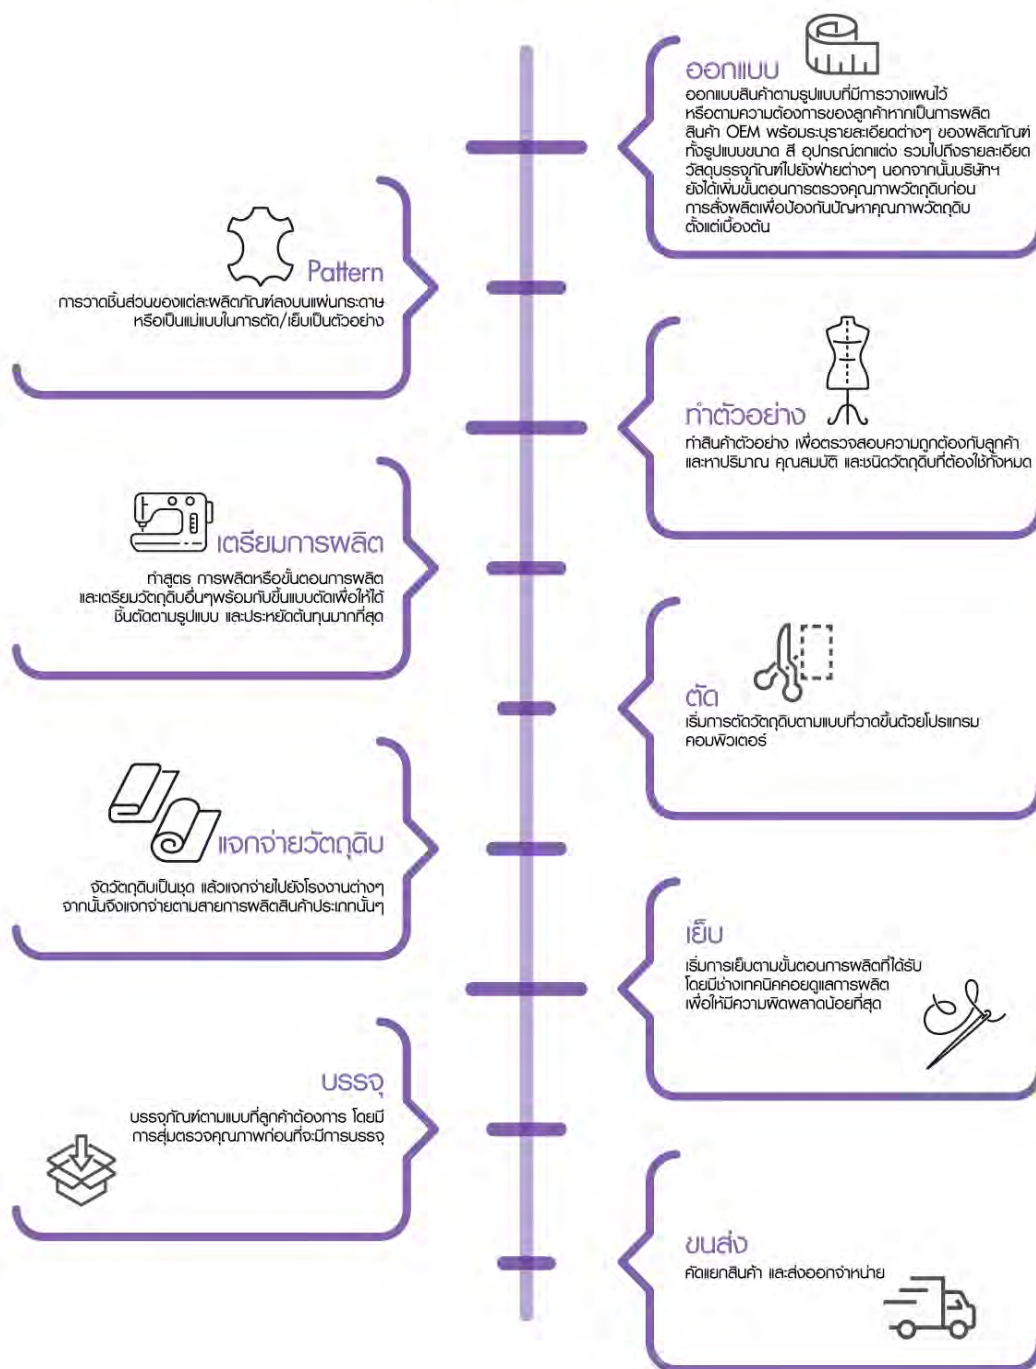 ออกแบบ
ออกแบบสินค้าตามรูปแบบที่มีการวางแผนไว้
หรือตามความต้องการของลูกค้าหากเป็นการผลิต
สินค้า OEM พร้อมระบุรายละเอียดต่างๆ ของผลิตภัณฑ์
ทั้งรูปแบบขนาด สี อุปกรณ์ตกแต่ง รวมไปถึงรายละเอียด
วัสดุบรรจุภัณฑ์ไปยังฝ่ายต่างๆ นอกจากนั้นบริษัทฯ
ยังได้เพิ่มขั้นตอนการตรวจคุณภาพวัตถุดิบก่อน
การสั่งผลิตเพื่อป้องกันปัญหาคุณภาพวัตถุดิบ
ตั้งแต่เบื้องต้น
Pattern
การวาดชิ้นส่วนของแต่ละผลิตภัณฑ์ลงบนแผ่นกระดาษ
หรือเป็นแม่แบบในการตัด/เย็บเป็นตัวอย่าง
ทำตัวอย่าง
ทำสินค้าตัวอย่าง เพื่อตรวจสอบความถูกต้องกับลูกค้า
และหาปริมาณ คุณสมบัติ และชนิดวัตถุดิบที่ต้องใช้ทั้งหมด
เตรียมการผลิต
ทำสูตร การผลิตหรือขั้นตอนการผลิต
และเตรียมวัตถุดิบอื่นๆพร้อมกับขึ้นแบบตัดเพื่อให้ได้
ชิ้นตัดตามรูปแบบ และประหยัดต้นทุนมากที่สุด
ตัด
เริ่มการตัดวัตถุดิบตามแบบที่วาดขึ้นด้วยโปรแกรม
คอมพิวเตอร์
แจกจ่ายวัตถุดิบ
จัดวัตถุดิบเป็นชุด แล้วแจกจ่ายไปยังโรงงานต่างๆ
จากนั้นจึงแจกจ่ายตามสายการผลิตสินค้าประเภทนั้นๆ
เย็บ
เริ่มการเย็บตามขั้นตอนการผลิตที่ได้รับ
โดยมีช่างเทคนิคคอยดูแลการผลิต
เพื่อให้มีความผิดพลาดน้อยที่สุด
บรรจุ
บรรจุภัณฑ์ตามแบบที่ลูกค้าต้องการ โดยมี
การสุ่มตรวจคุณภาพก่อนที่จะมีการบรรจุ
ขนส่ง
คัดแยกสินค้า และส่งออกจำหน่าย